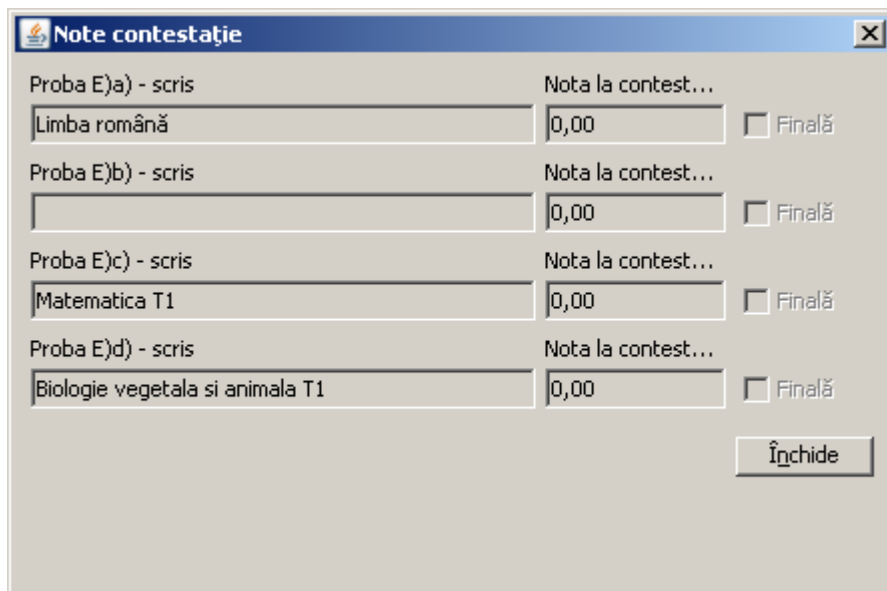 Note contestaţie
Proba E)a) - scris Nota la contest...
Limba română 0,00 Finală
Proba E)b) - scris Nota la contest...
0,00 Finală
Proba E)c) - scris Nota la contest...
Matematica T1 0,00 Finală
Proba E)d) - scris Nota la contest...
Biologie vegetala si animala T1 0,00 Finală
Închide